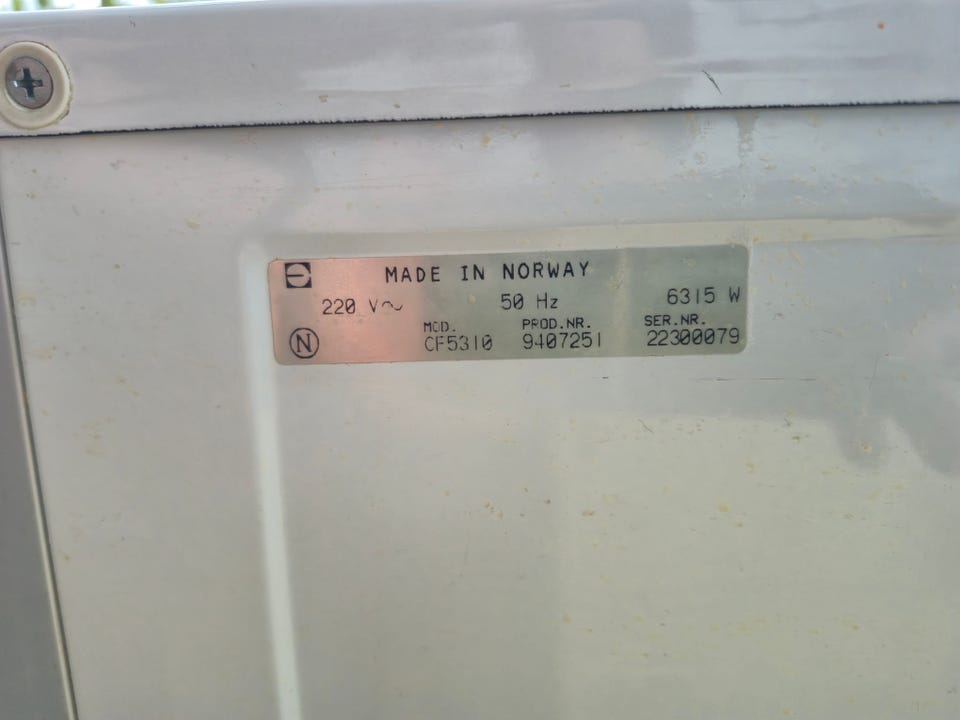 MADE IN NORWAY
220 V~ 50 Hz 6315 W
MOD. PROD.NR. SER.NR.
N CF5310 9407251 22300079